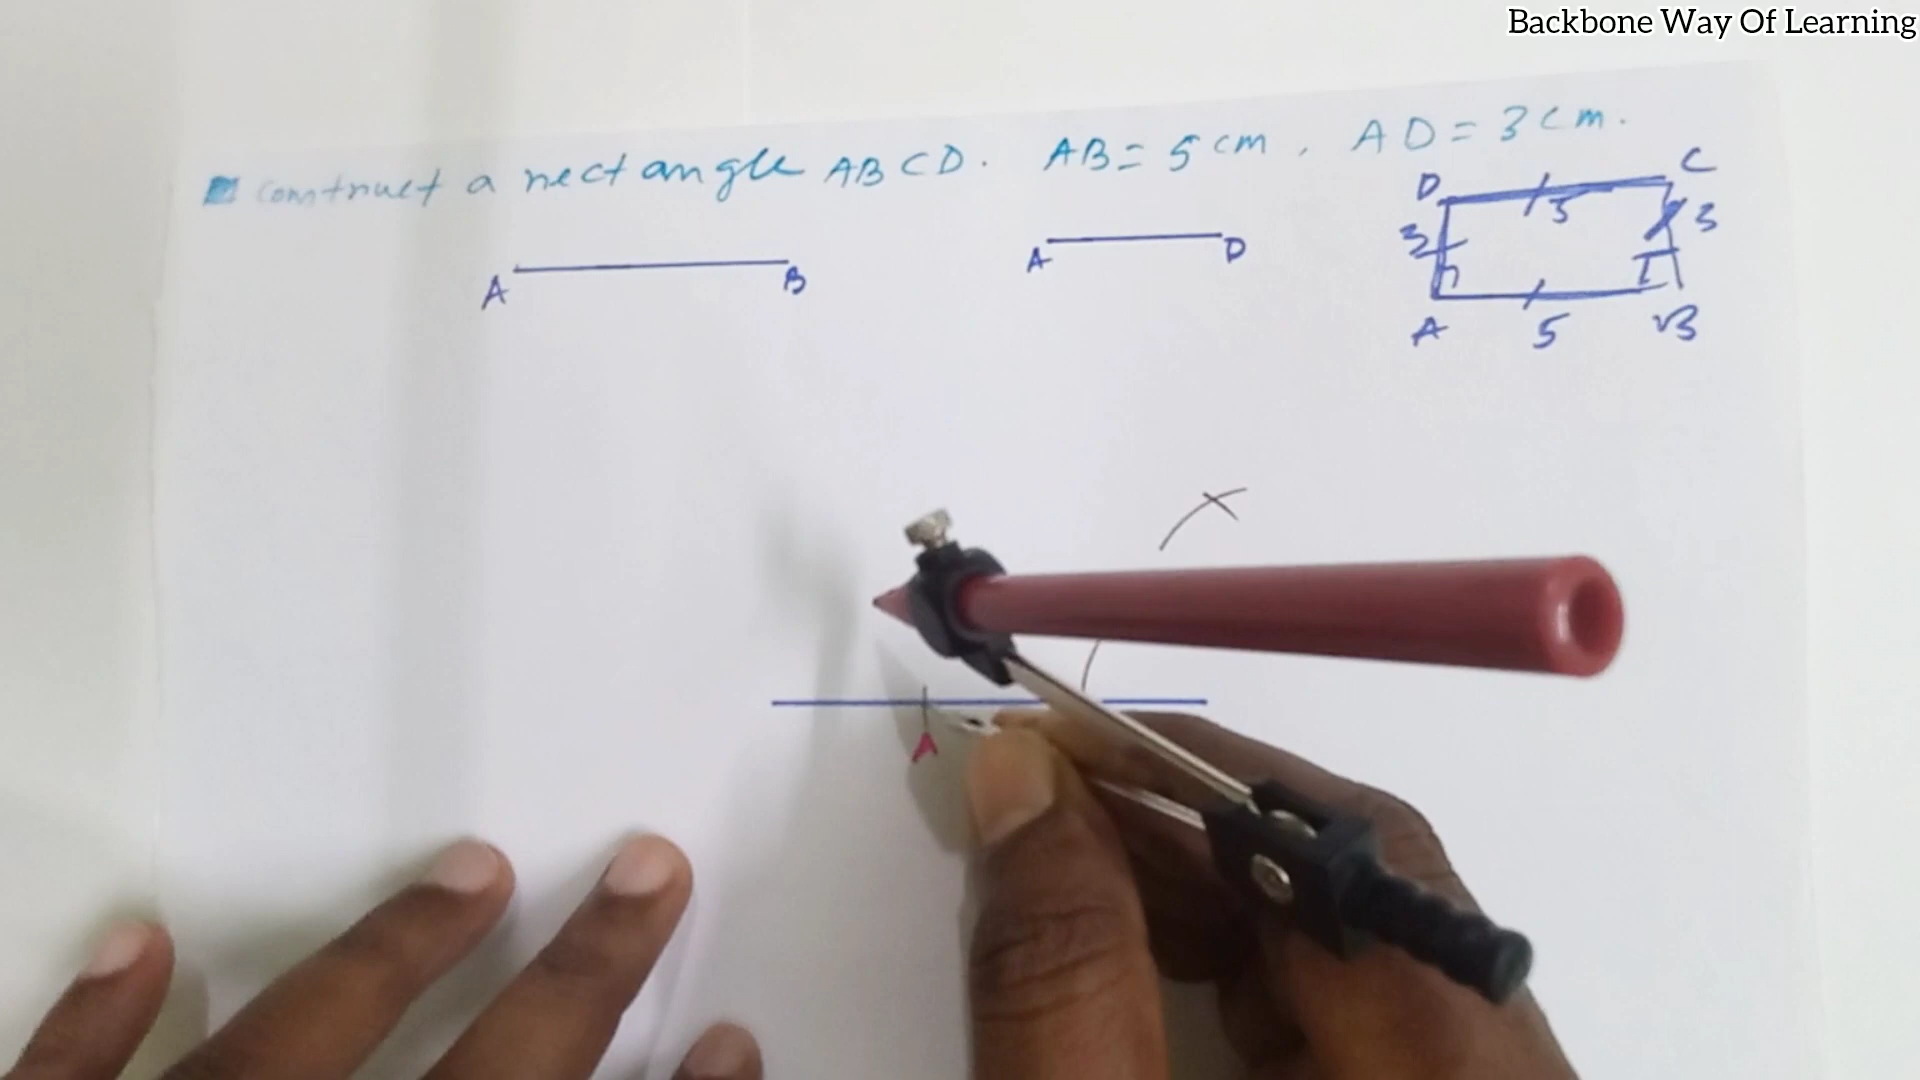 Backbone Way Of Learning
Construct a rectangle ABCD. AB = 5 cm, AD = 3 cm.
A B
A D
D C
5
3 3
A 5 B
A